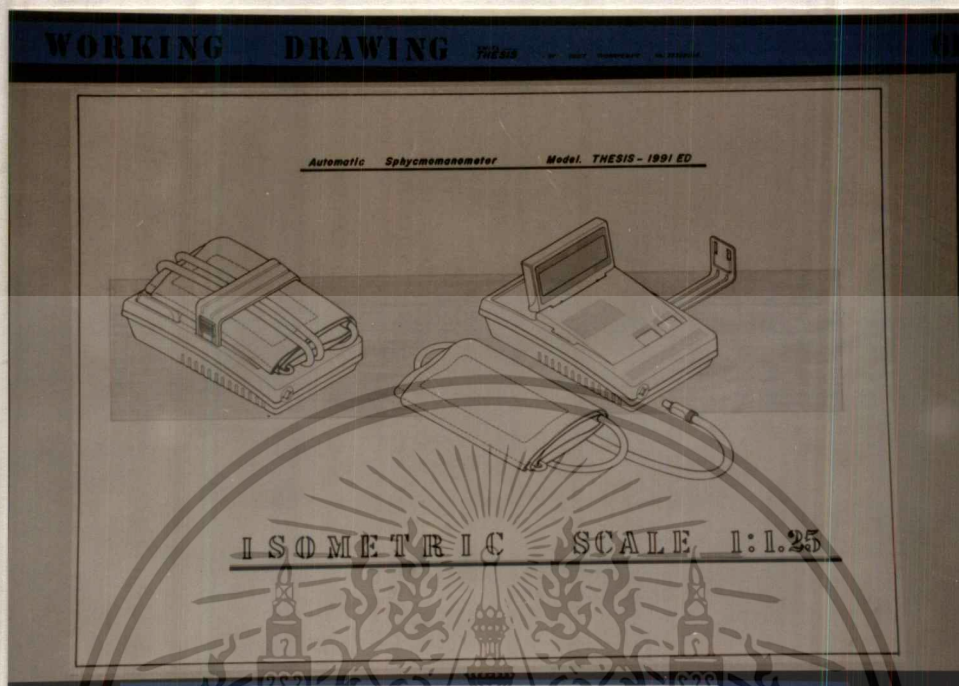 WORKING DRAWING THESIS
Automatic Sphycmomanometer Model. THESIS - 1991 ED
ISOMETRIC SCALE 1:1.25